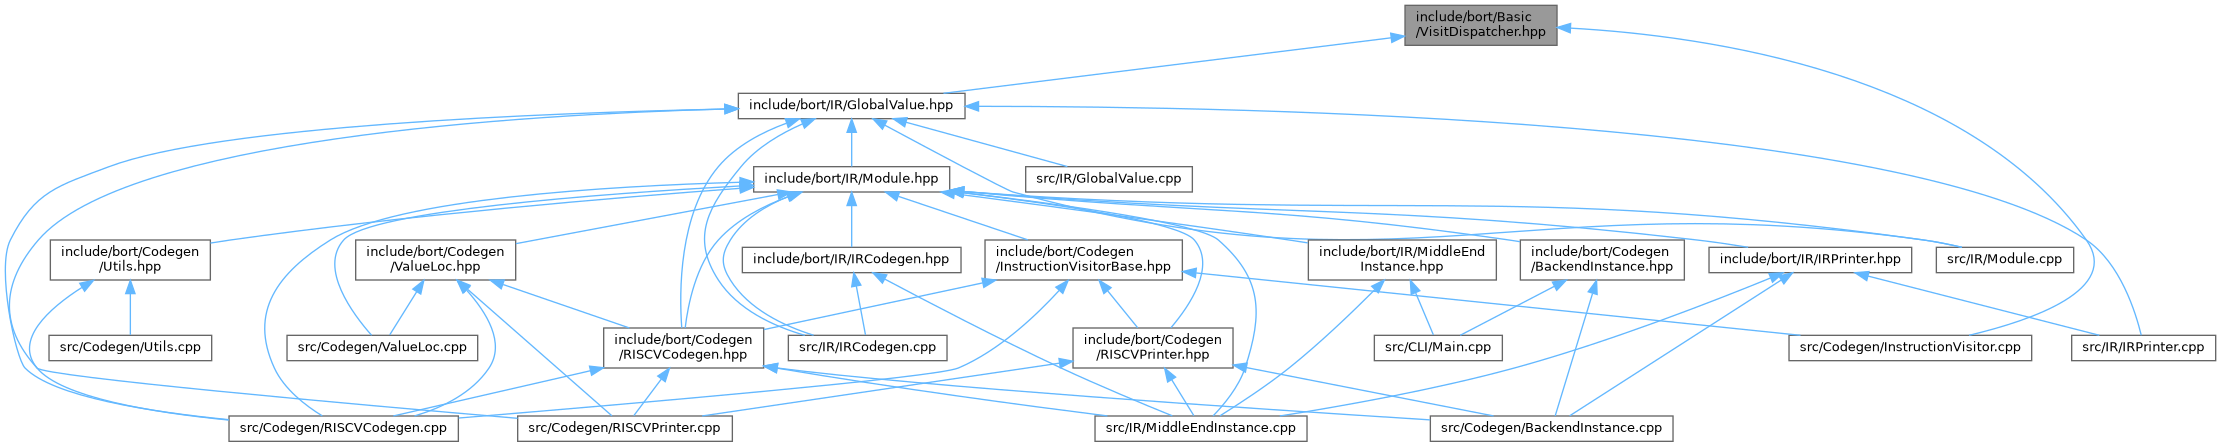 include/bort/Basic
/VisitDispatcher.hpp
include/bort/IR/GlobalValue.hpp
include/bort/IR/Module.hpp
src/IR/GlobalValue.cpp
include/bort/Codegen
/Utils.hpp
include/bort/Codegen
/ValueLoc.hpp
include/bort/IR/IRCodegen.hpp
include/bort/Codegen
/InstructionVisitorBase.hpp
include/bort/IR/MiddleEnd
Instance.hpp
include/bort/Codegen
/BackendInstance.hpp
include/bort/IR/IRPrinter.hpp
src/IR/Module.cpp
src/Codegen/Utils.cpp
src/Codegen/ValueLoc.cpp
include/bort/Codegen
/RISCVCodegen.hpp
src/IR/IRCodegen.cpp
include/bort/Codegen
/RISCVPrinter.hpp
src/CLI/Main.cpp
src/Codegen/InstructionVisitor.cpp
src/IR/IRPrinter.cpp
src/Codegen/RISCVCodegen.cpp
src/Codegen/RISCVPrinter.cpp
src/IR/MiddleEndInstance.cpp
src/Codegen/BackendInstance.cpp